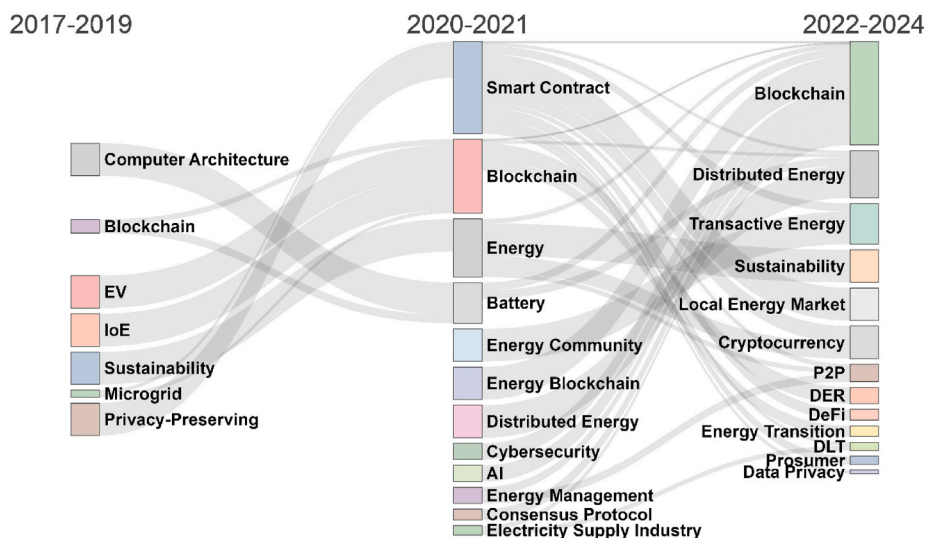 2017-2019
2020-2021
2022-2024
Computer Architecture
Blockchain
EV
IoE
Sustainability
Microgrid
Privacy-Preserving
Smart Contract
Blockchain
Energy
Battery
Energy Community
Energy Blockchain
Distributed Energy
Cybersecurity
AI
Energy Management
Consensus Protocol
Electricity Supply Industry
Blockchain
Distributed Energy
Transactive Energy
Sustainability
Local Energy Market
Cryptocurrency
P2P
DER
DeFi
Energy Transition
DLT
Prosumer
Data Privacy